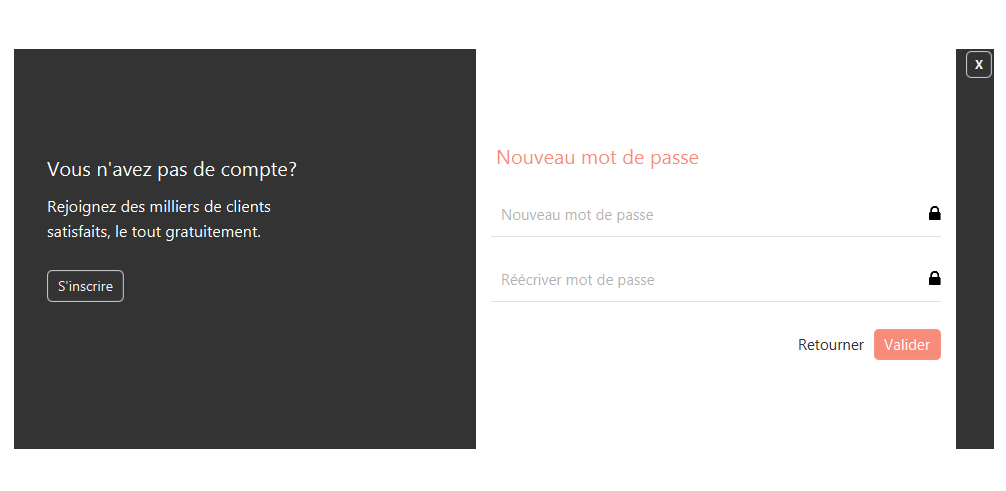 Vous n'avez pas de compte?
Rejoignez des milliers de clients
satisfaits, le tout gratuitement.
S'inscrire
Nouveau mot de passe
Nouveau mot de passe
Réécriver mot de passe
Retourner
Valider
X